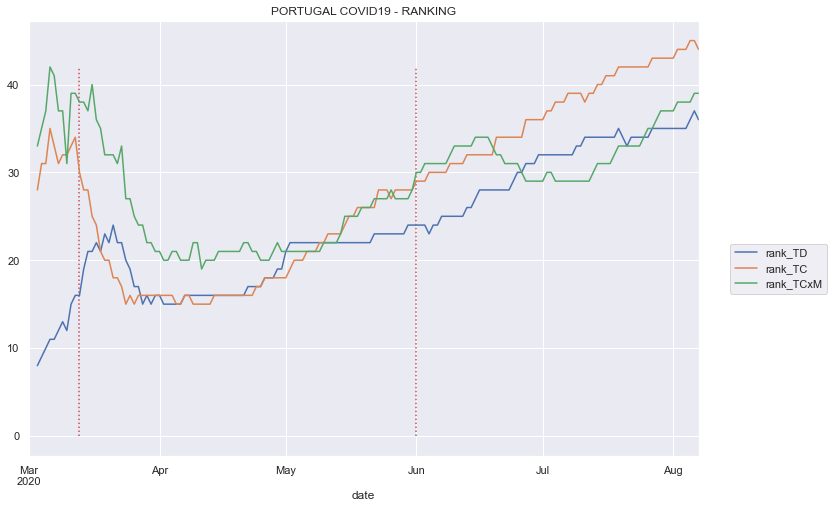 PORTUGAL COVID19 - RANKING
40
30
20
10
0
Mar
2020
Apr
May
Jun
Jul
Aug
date
rank_TD
rank_TC
rank_TCxM